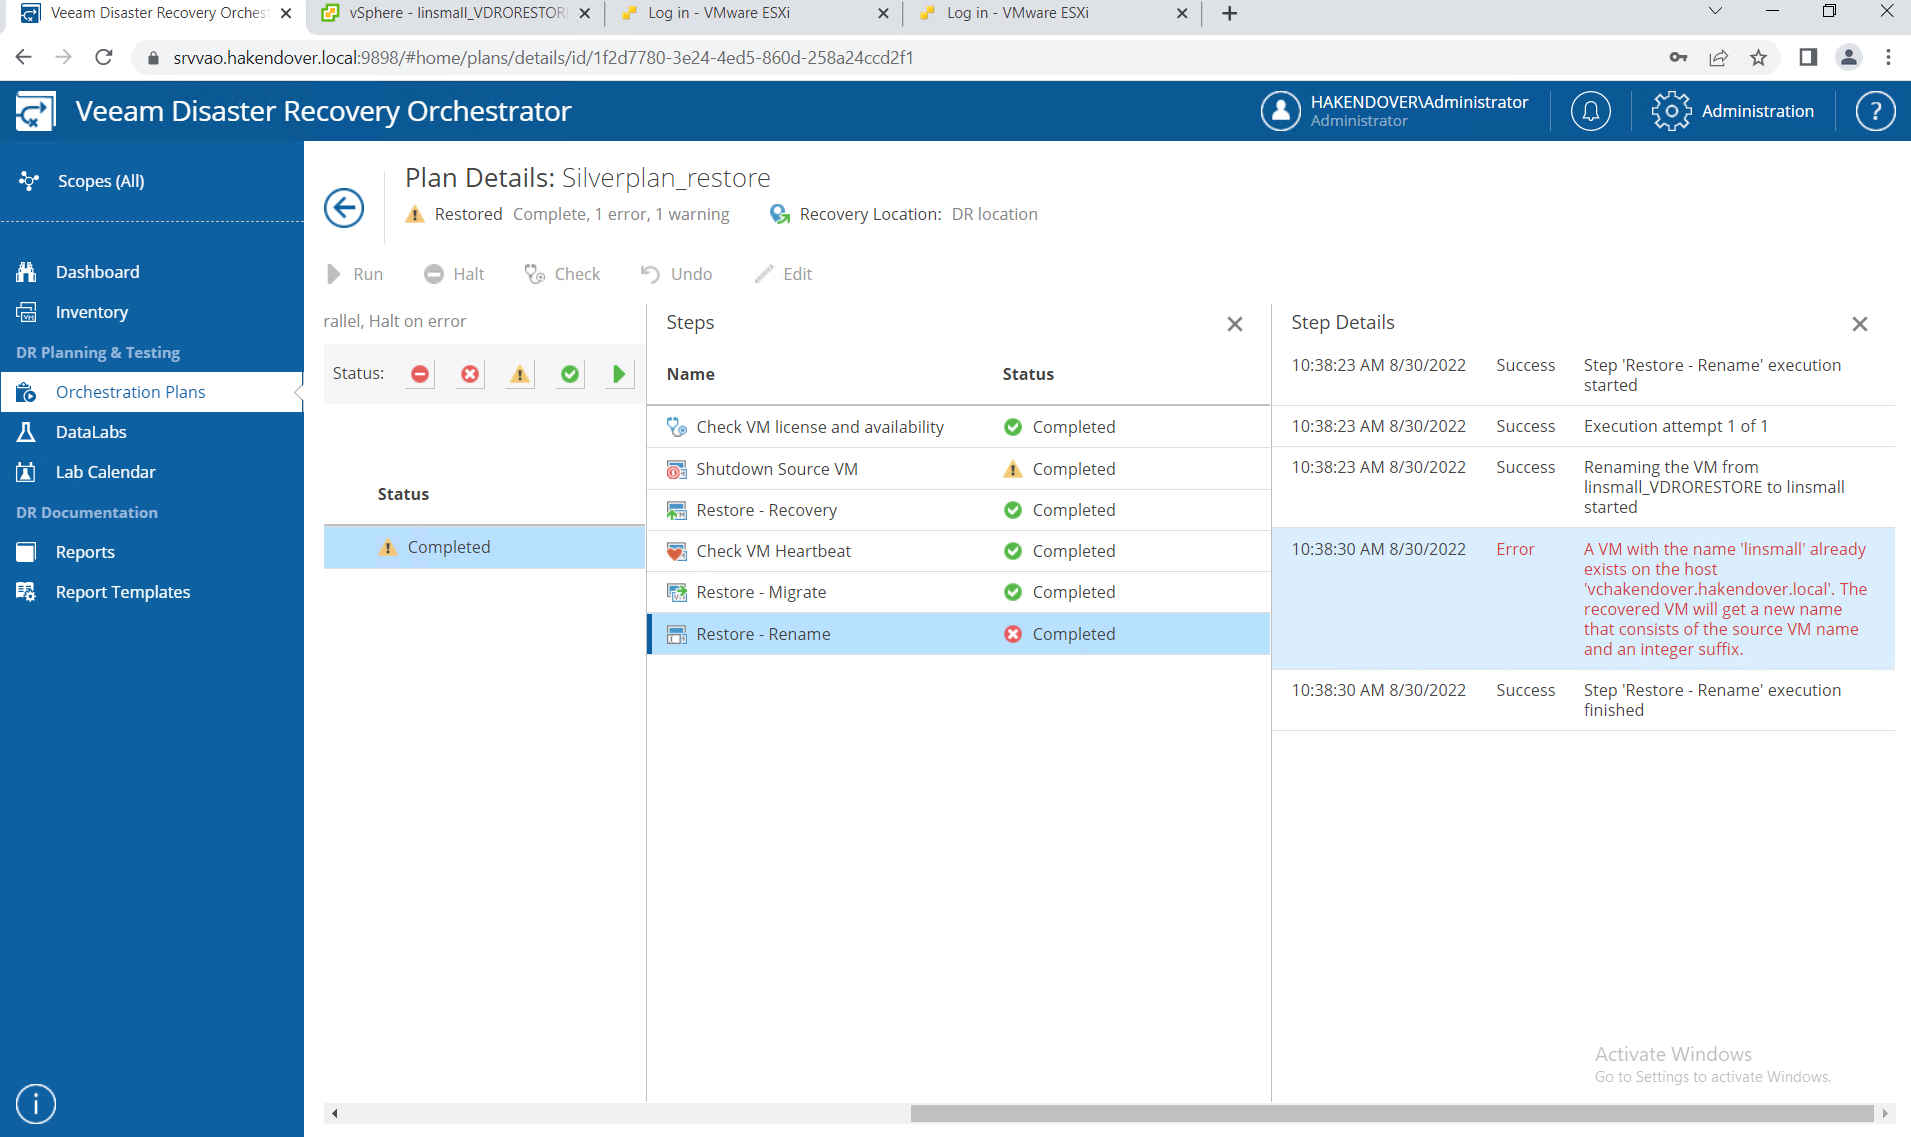 Veeam Disaster Recovery Orchest
vSphere - linsmall_VDRORESTOR
Log in - VMware ESXi
Log in - VMware ESXi
srvvao.hakendover.local:9898/#home/plans/details/id/1f2d7780-3e24-4ed5-860d-258a24ccd2f1
Veeam Disaster Recovery Orchestrator
HAKENDOVER\Administrator
Administrator
Administration
?
Scopes (All)
Dashboard
Inventory
DR Planning & Testing
Orchestration Plans
DataLabs
Lab Calendar
DR Documentation
Reports
Report Templates
Plan Details: Silverplan_restore
Restored Complete, 1 error, 1 warning
Recovery Location: DR location
Run
Halt
Check
Undo
Edit
rallel, Halt on error
Status:
Status
Completed
Steps
Name Status
Check VM license and availability Completed
Shutdown Source VM Completed
Restore - Recovery Completed
Check VM Heartbeat Completed
Restore - Migrate Completed
Restore - Rename Completed
Step Details
10:38:23 AM 8/30/2022 Success Step 'Restore - Rename' execution
started
10:38:23 AM 8/30/2022 Success Execution attempt 1 of 1
10:38:23 AM 8/30/2022 Success Renaming the VM from
linsmall_VDRORESTORE to linsmall
started
10:38:30 AM 8/30/2022 Error A VM with the name 'linsmall' already
exists on the host
'vchakendover.hakendover.local'. The
recovered VM will get a new name
that consists of the source VM name
and an integer suffix.
10:38:30 AM 8/30/2022 Success Step 'Restore - Rename' execution
finished
Activate Windows
Go to Settings to activate Windows.